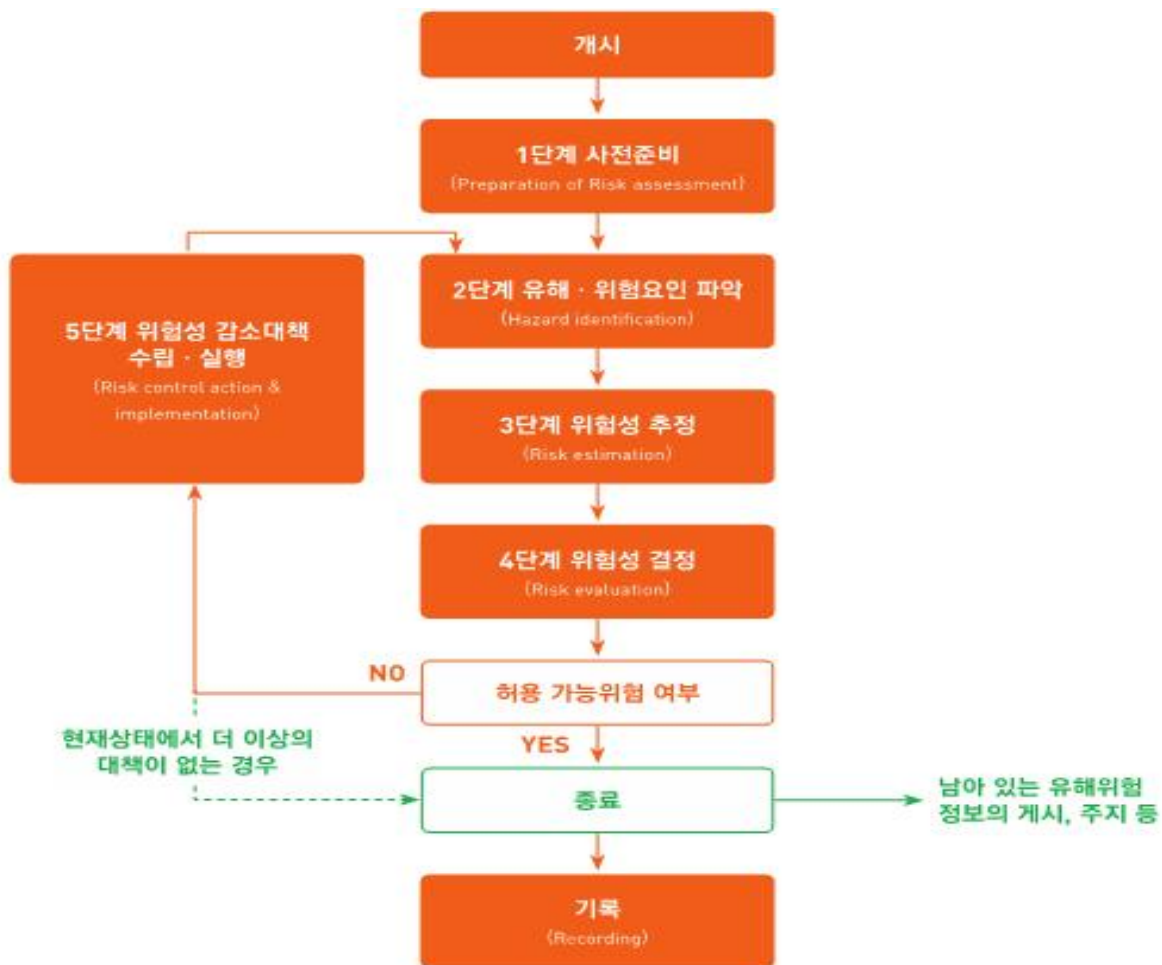 개시
1단계 사전준비
(Preparation of Risk assessment)
2단계 유해 · 위험요인 파악
(Hazard identification)
5단계 위험성 감소대책
수립 · 실행
(Risk control action &
implementation)
3단계 위험성 추정
(Risk estimation)
4단계 위험성 결정
(Risk evaluation)
NO
허용 가능위험 여부
YES
현재상태에서 더 이상의
대책이 없는 경우
종료
남아 있는 유해위험
정보의 게시, 주지 등
기록
(Recording)